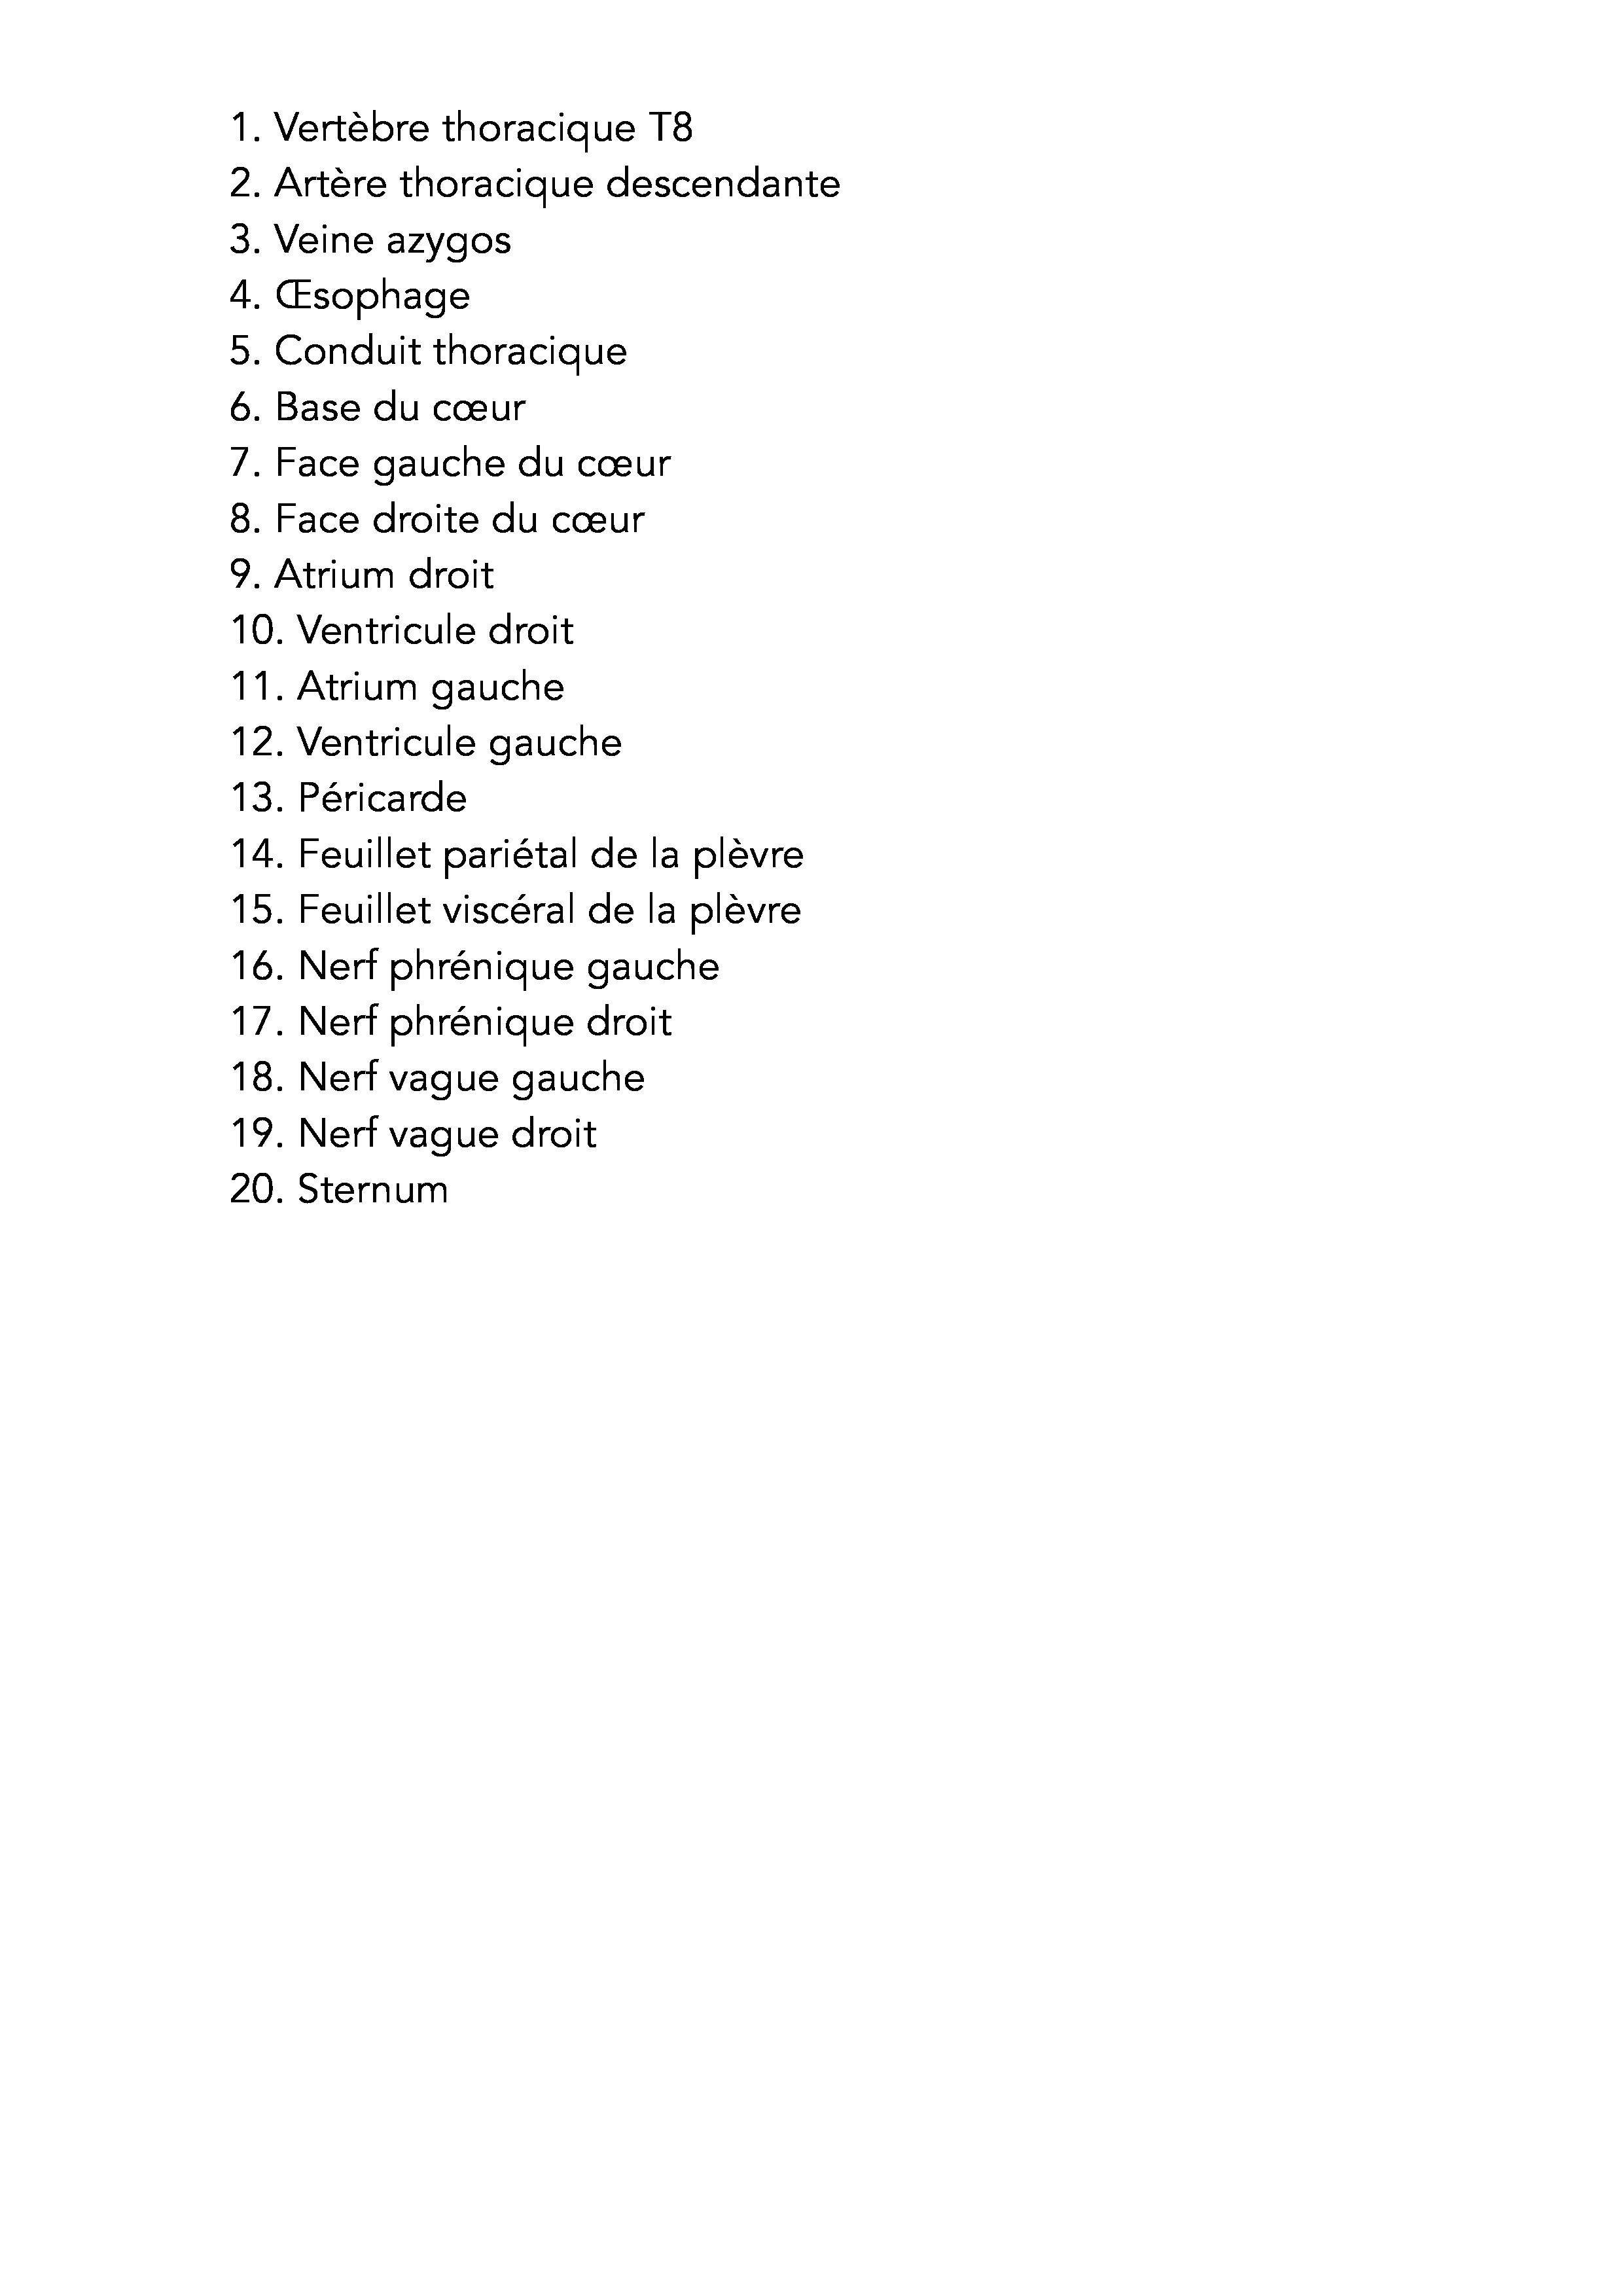 1. Vertèbre thoracique T8
2. Artère thoracique descendante
3. Veine azygos
4. Œsophage
5. Conduit thoracique
6. Base du cœur
7. Face gauche du cœur
8. Face droite du cœur
9. Atrium droit
10. Ventricule droit
11. Atrium gauche
12. Ventricule gauche
13. Péricarde
14. Feuillet pariétal de la plèvre
15. Feuillet viscéral de la plèvre
16. Nerf phrénique gauche
17. Nerf phrénique droit
18. Nerf vague gauche
19. Nerf vague droit
20. Sternum